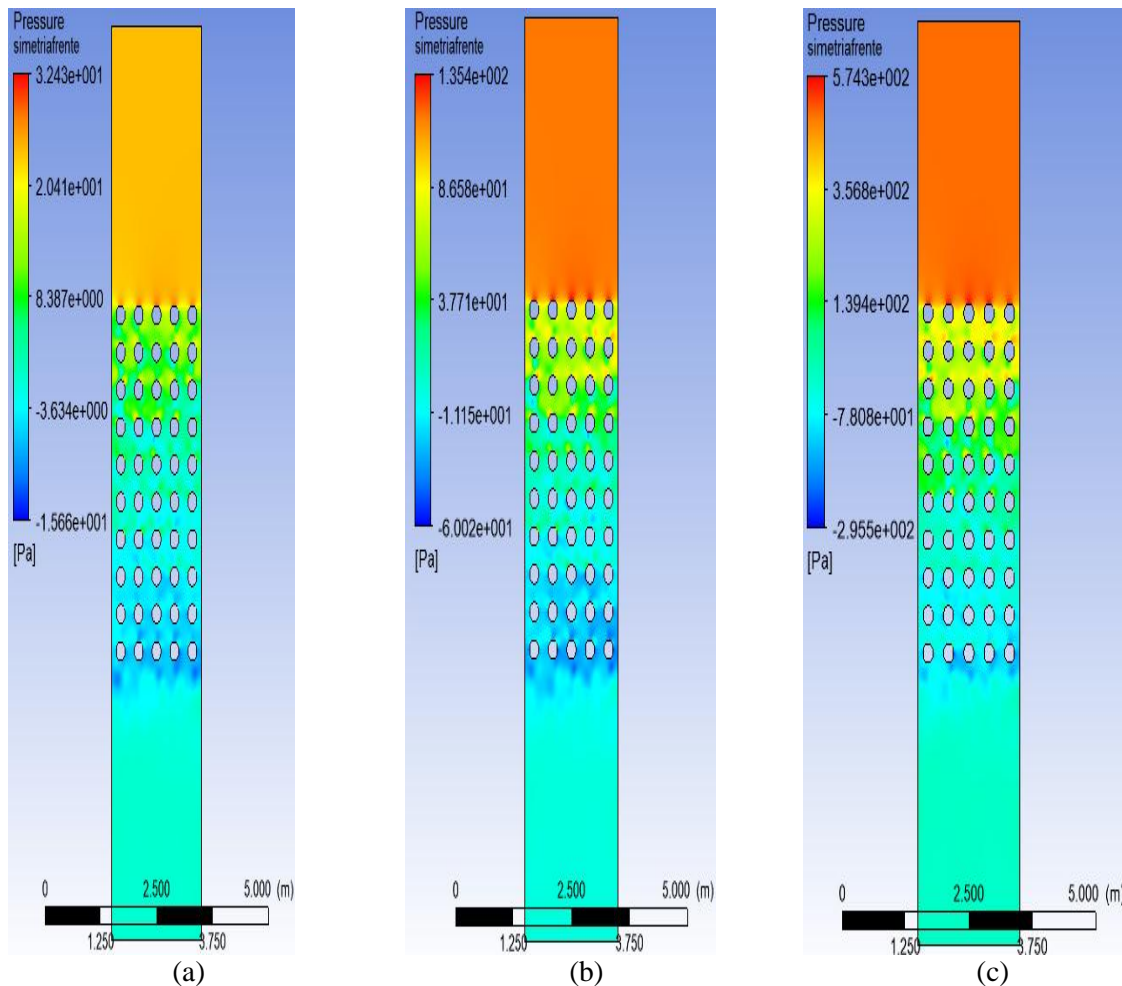 Pressure
simetriafrente
3.243e+001
2.041e+001
8.387e+000
-3.634e+000
-1.566e+001
[Pa]
0 2.500 5.000 (m)
1.250 3.750
(a)
Pressure
simetriafrente
1.354e+002
8.658e+001
3.771e+001
-1.115e+001
-6.002e+001
[Pa]
0 2.500 5.000 (m)
1.250 3.750
(b)
Pressure
simetriafrente
5.743e+002
3.568e+002
1.394e+002
-7.808e+001
-2.955e+002
[Pa]
0 2.500 5.000 (m)
1.250 3.750
(c)